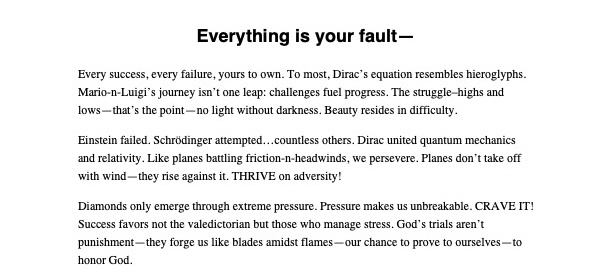 Everything is your fault—
Every success, every failure, yours to own. To most, Dirac’s equation resembles hieroglyphs.
Mario-n-Luigi’s journey isn’t one leap: challenges fuel progress. The struggle–highs and
lows—that’s the point—no light without darkness. Beauty resides in difficulty.
Einstein failed. Schrödinger attempted…countless others. Dirac united quantum mechanics
and relativity. Like planes battling friction-n-headwinds, we persevere. Planes don’t take off
with wind—they rise against it. THRIVE on adversity!
Diamonds only emerge through extreme pressure. Pressure makes us unbreakable. CRAVE IT!
Success favors not the valedictorian but those who manage stress. God’s trials aren’t
punishment—they forge us like blades amidst flames—our chance to prove to ourselves—to
honor God.